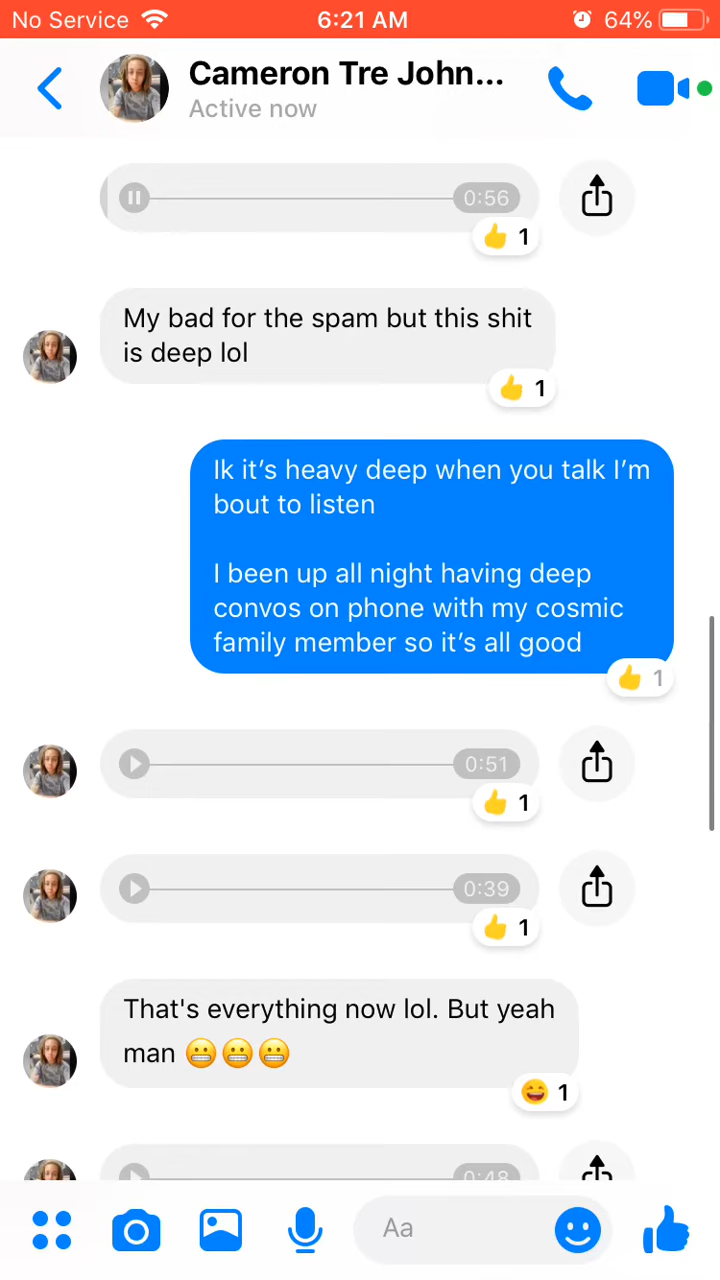 No Service 6:21 AM 64%
Cameron Tre John...
Active now
0:56
1
My bad for the spam but this shit
is deep lol
1
Ik it’s heavy deep when you talk I’m
bout to listen
I been up all night having deep
convos on phone with my cosmic
family member so it’s all good
1
0:51
1
0:39
1
That's everything now lol. But yeah
man 😬😬😬
1
0:48
Aa